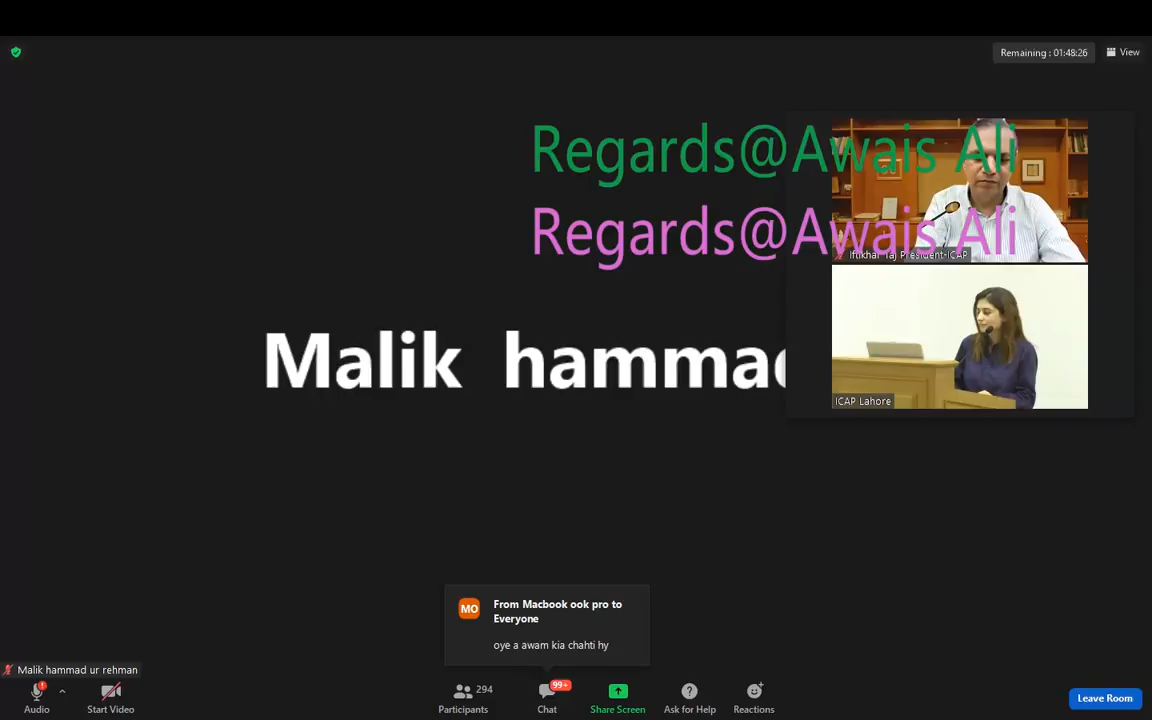 Remaining : 01:48:26
View
Regards@Awais Ali
Regards@Awais Ali
Iftikhar Taj President-ICAP
Malik hammad
ICAP Lahore
MO
From Macbook ook pro to
Everyone
oye a awam kia chahti hy
Malik hammad ur rehman
Audio
Start Video
294
Participants
99+
Chat
Share Screen
Ask for Help
Reactions
Leave Room